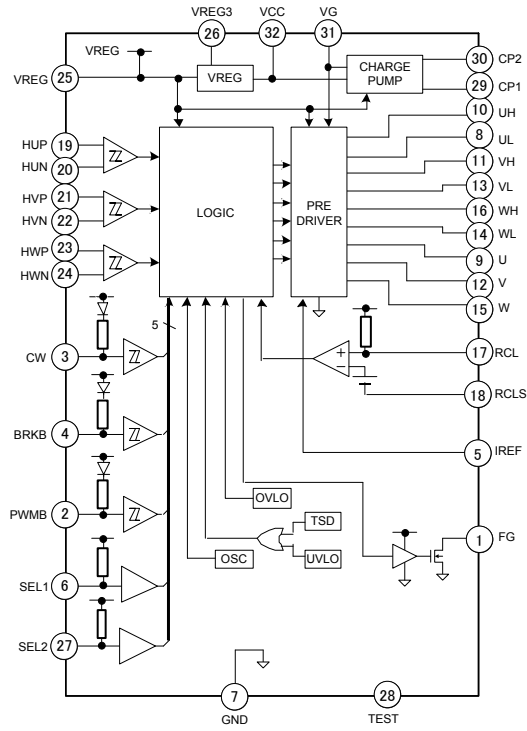 VREG3 VCC VG
26 32 31
VREG
VREG 25
VREG
CHARGE
PUMP
30 CP2
29 CP1
HUP 19
HUN 20
HVP 21
HVN 22
HWP 23
HWN 24
LOGIC
PRE
DRIVER
10 UH
8 UL
11 VH
13 VL
16 WH
14 WL
9 U
12 V
15 W
5
CW 3
+
−
17 RCL
18 RCLS
BRKB 4
5 IREF
PWMB 2
OVLO
TSD
OSC
UVLO
1 FG
SEL1 6
SEL2 27
7
GND
28
TEST